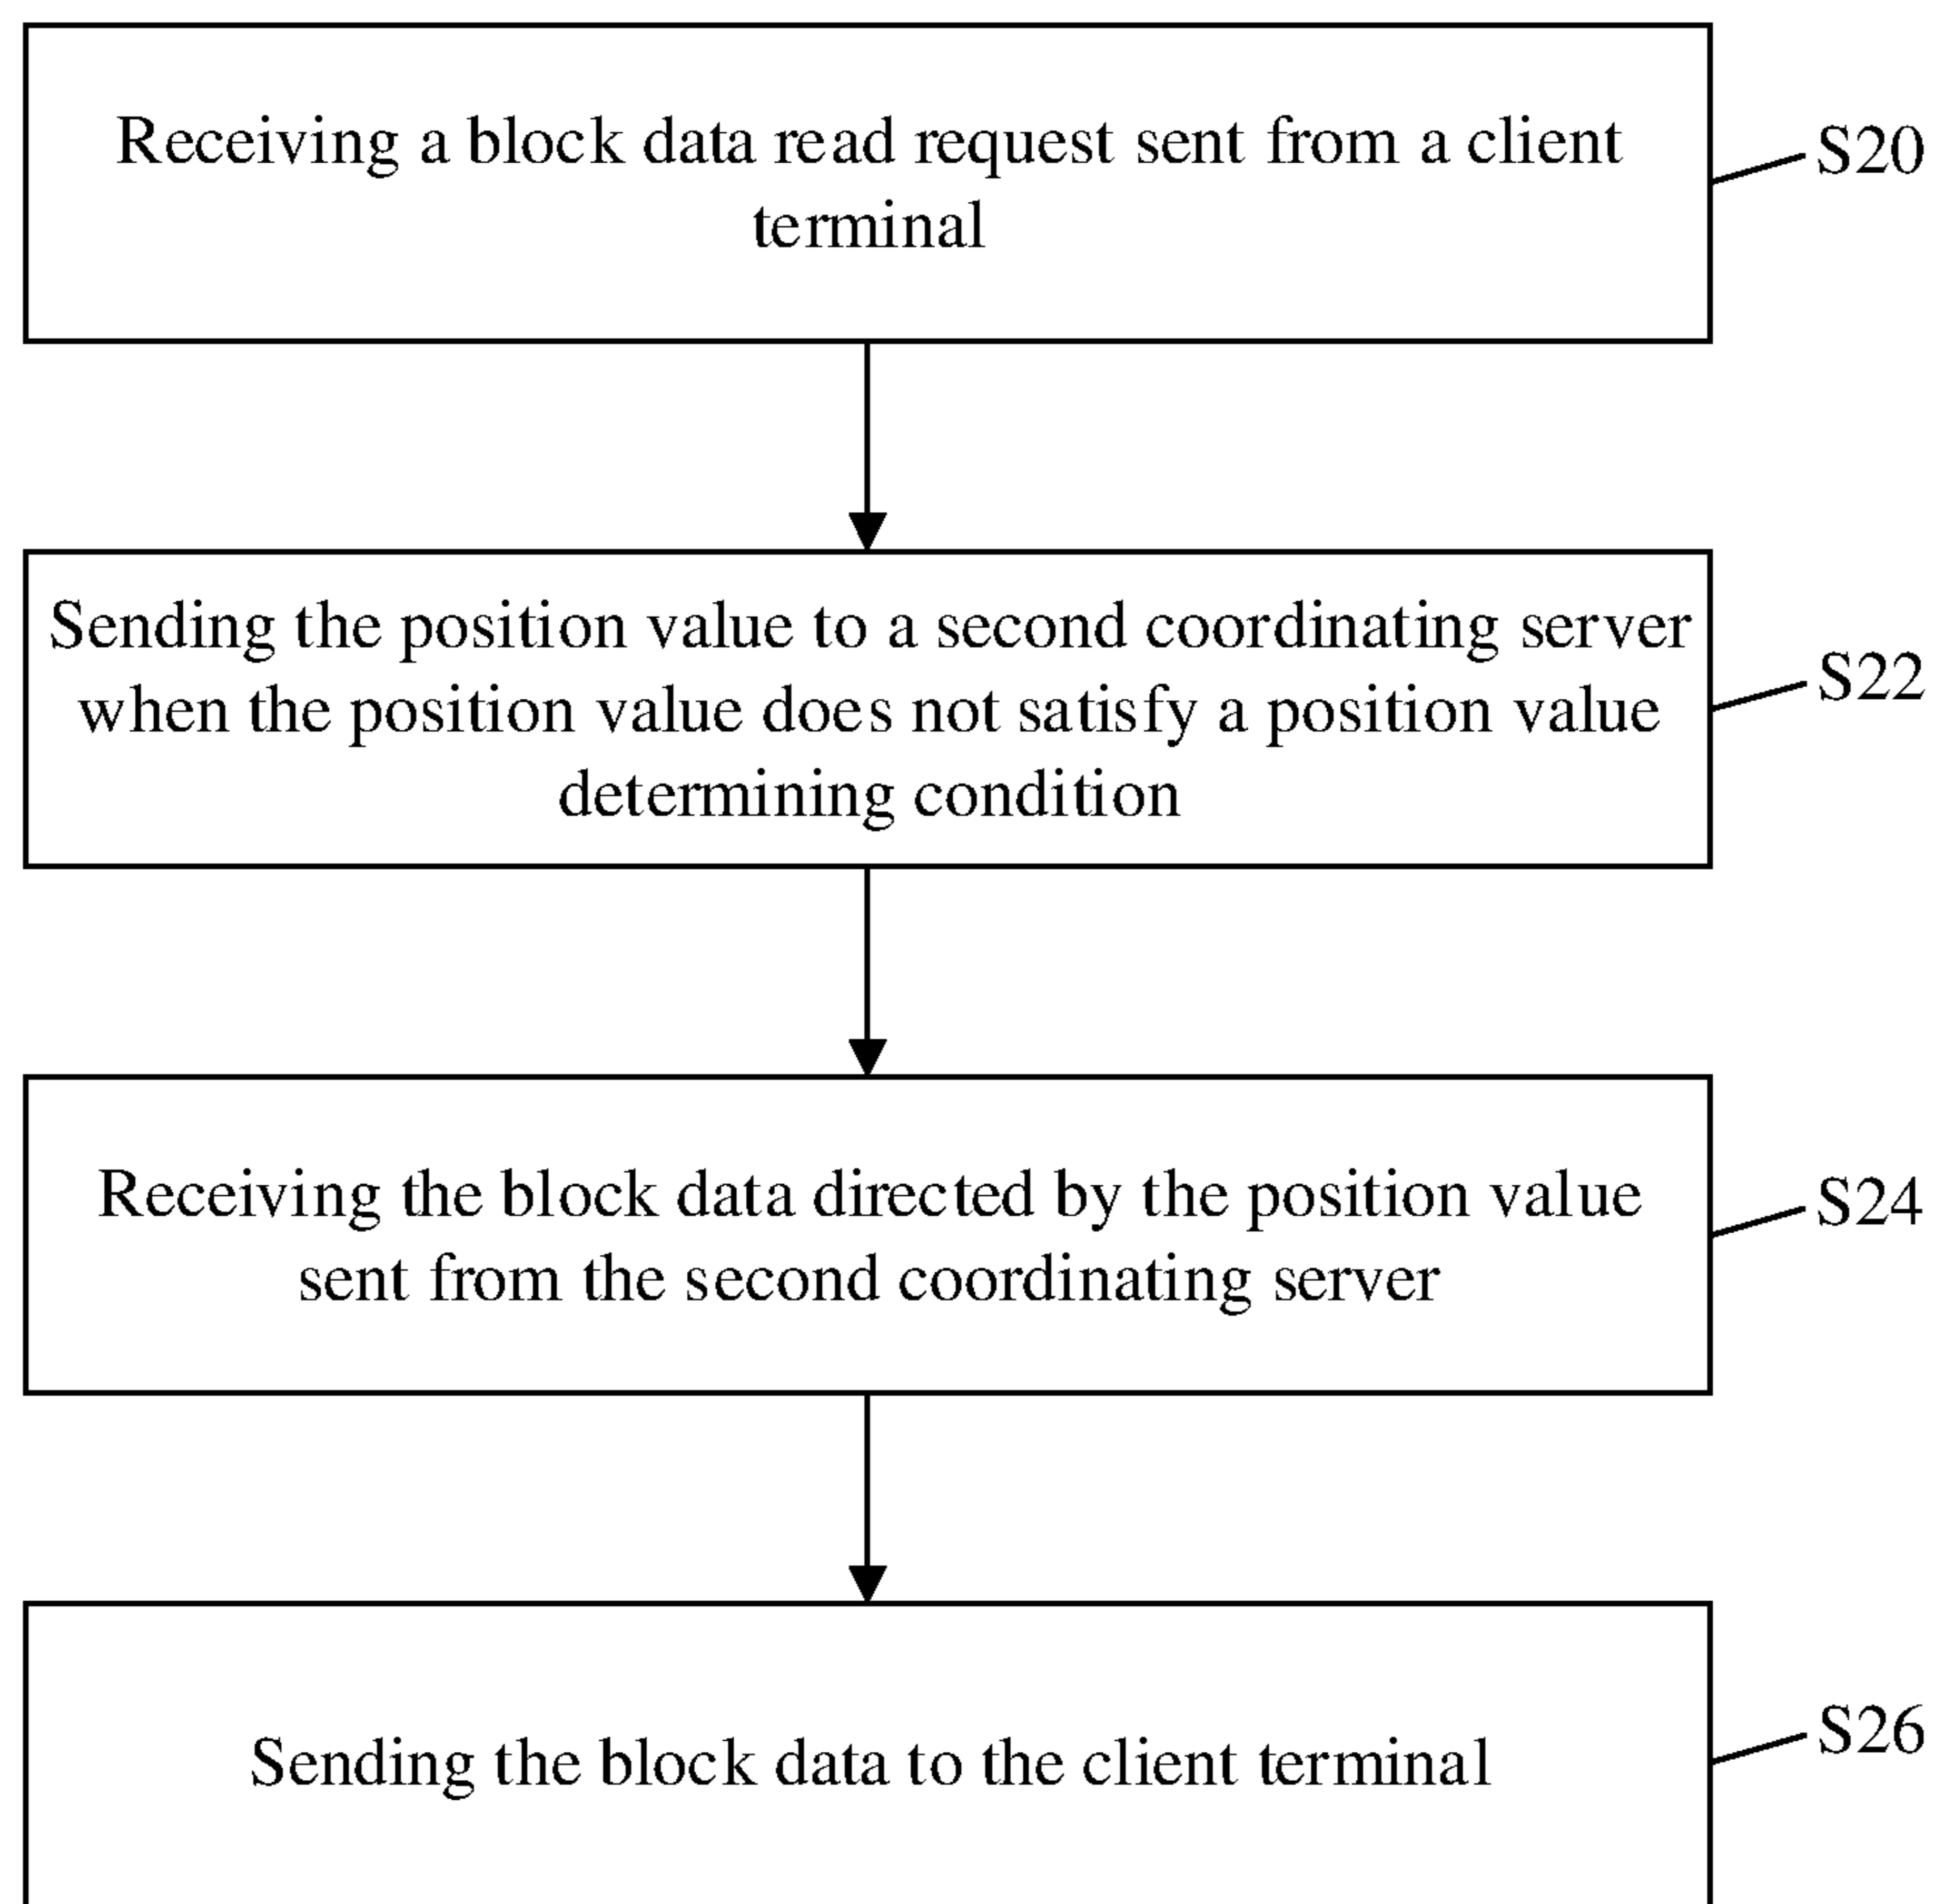 Receiving a block data read request sent from a client
terminal
S20
Sending the position value to a second coordinating server
when the position value does not satisfy a position value
determining condition
S22
Receiving the block data directed by the position value
sent from the second coordinating server
S24
Sending the block data to the client terminal
S26